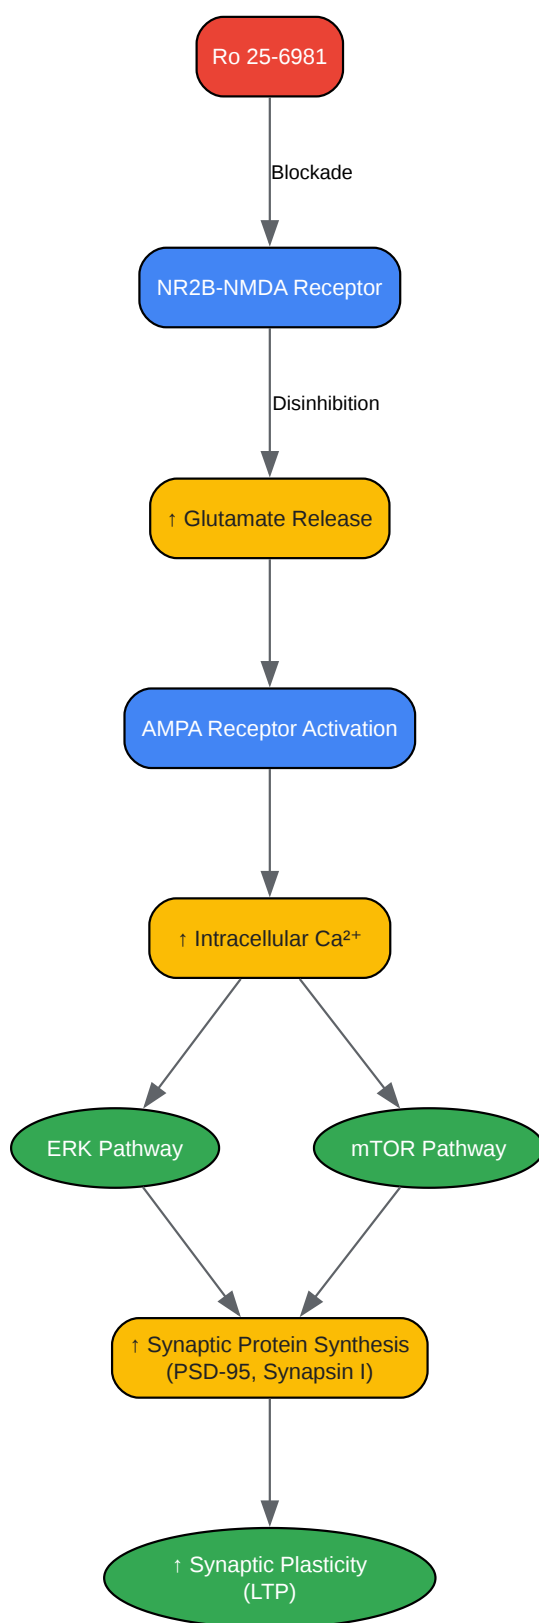 Ro 25-6981
Blockade
NR2B-NMDA Receptor
Disinhibition
↑ Glutamate Release
AMPA Receptor Activation
↑ Intracellular Ca²⁺
ERK Pathway
mTOR Pathway
↑ Synaptic Protein Synthesis
(PSD-95, Synapsin I)
↑ Synaptic Plasticity
(LTP)